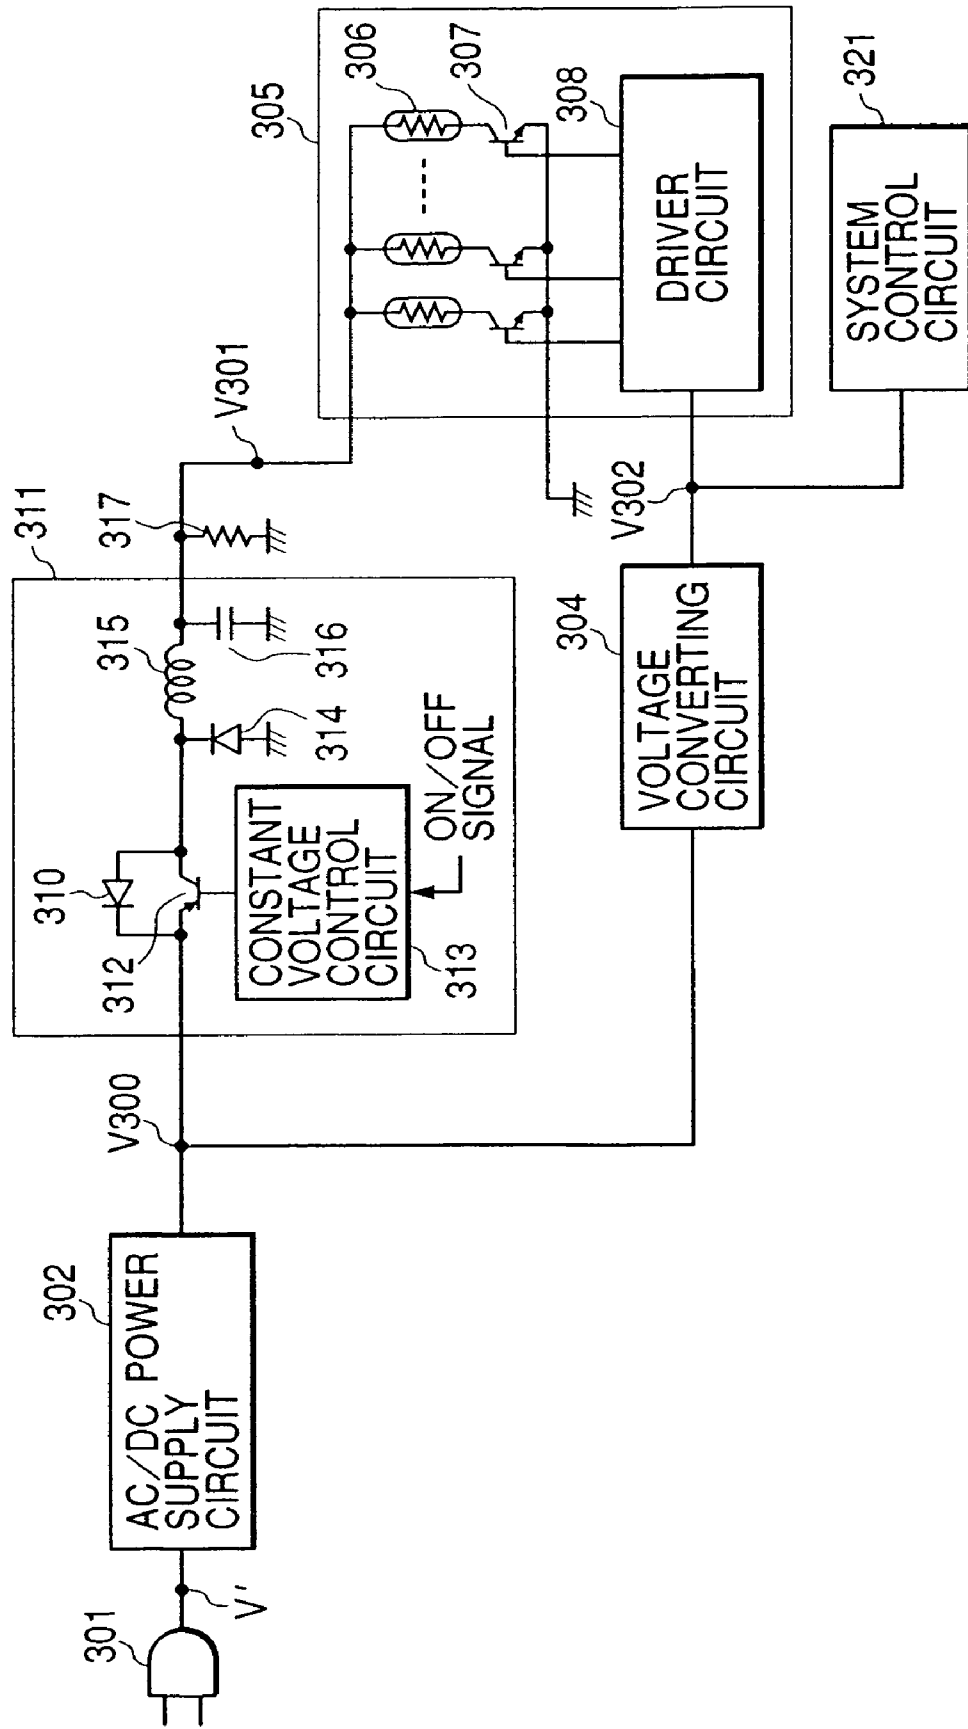 301
V'
302
AC/DC POWER
SUPPLY
CIRCUIT
V300
311
310
312
CONSTANT
VOLTAGE
CONTROL
CIRCUIT
313
ON/OFF
SIGNAL
314
315
316
317
V301
304
VOLTAGE
CONVERTING
CIRCUIT
V302
305
306
307
308
DRIVER
CIRCUIT
321
SYSTEM
CONTROL
CIRCUIT